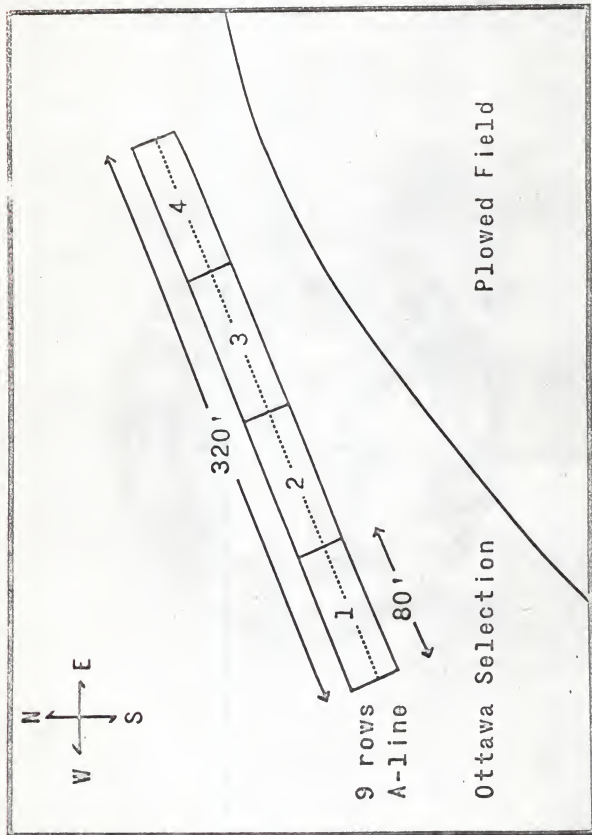 N
W E
S
320'
4
3
2
1
80'
9 rows
A-line
Ottawa Selection
Plowed Field